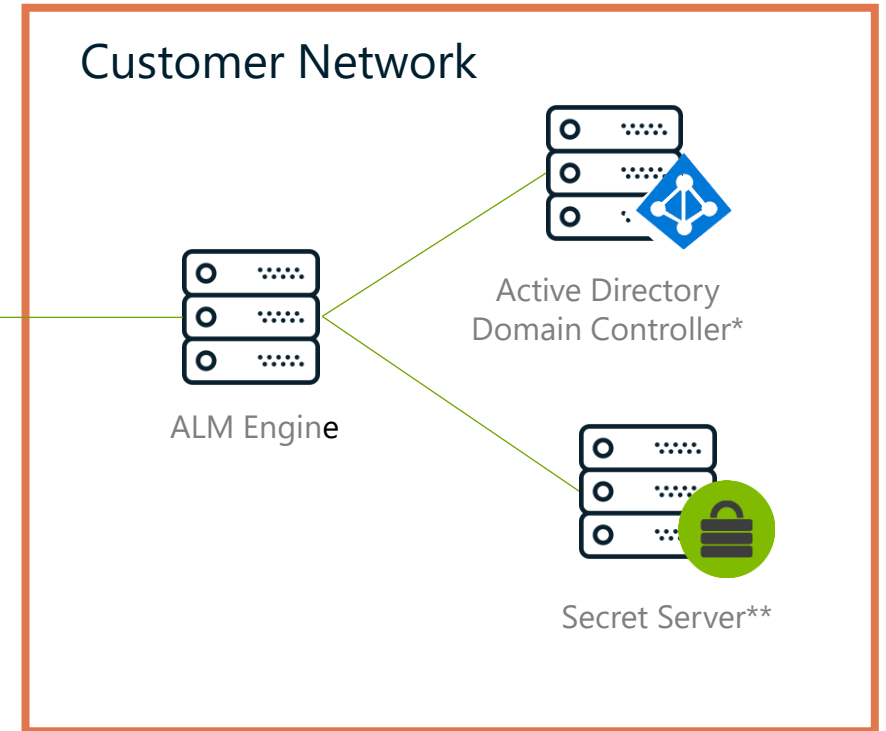 Customer Network
Active Directory
Domain Controller*
ALM Engine
Secret Server**